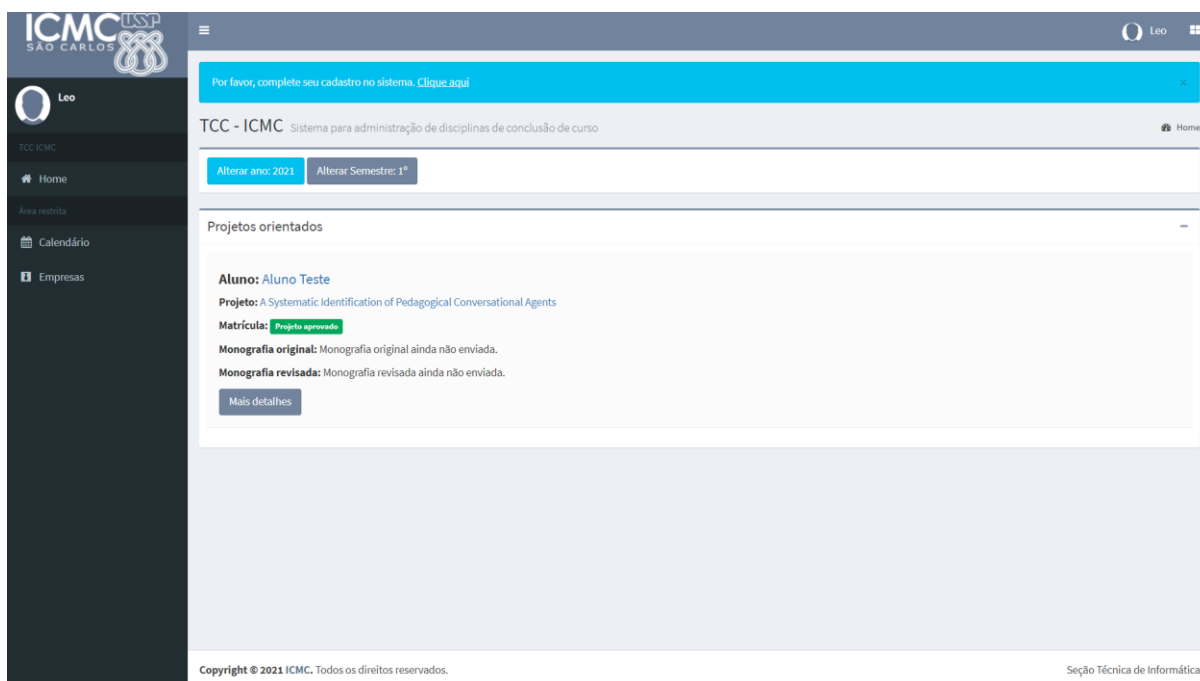 ICMC USP
SÃO CARLOS
Leo
Por favor, complete seu cadastro no sistema. Clique aqui ×
Leo
TCC - ICMC Sistema para administração de disciplinas de conclusão de curso
Home
TCC ICMC
Alterar ano: 2021 Alterar Semestre: 1º
Home
Área restrita
Projetos orientados
Calendário
Empresas
Aluno: Aluno Teste
Projeto: A Systematic Identification of Pedagogical Conversational Agents
Matrícula: Projeto aprovado
Monografia original: Monografia original ainda não enviada.
Monografia revisada: Monografia revisada ainda não enviada.
Mais detalhes
Copyright © 2021 ICMC. Todos os direitos reservados.
Seção Técnica de Informática